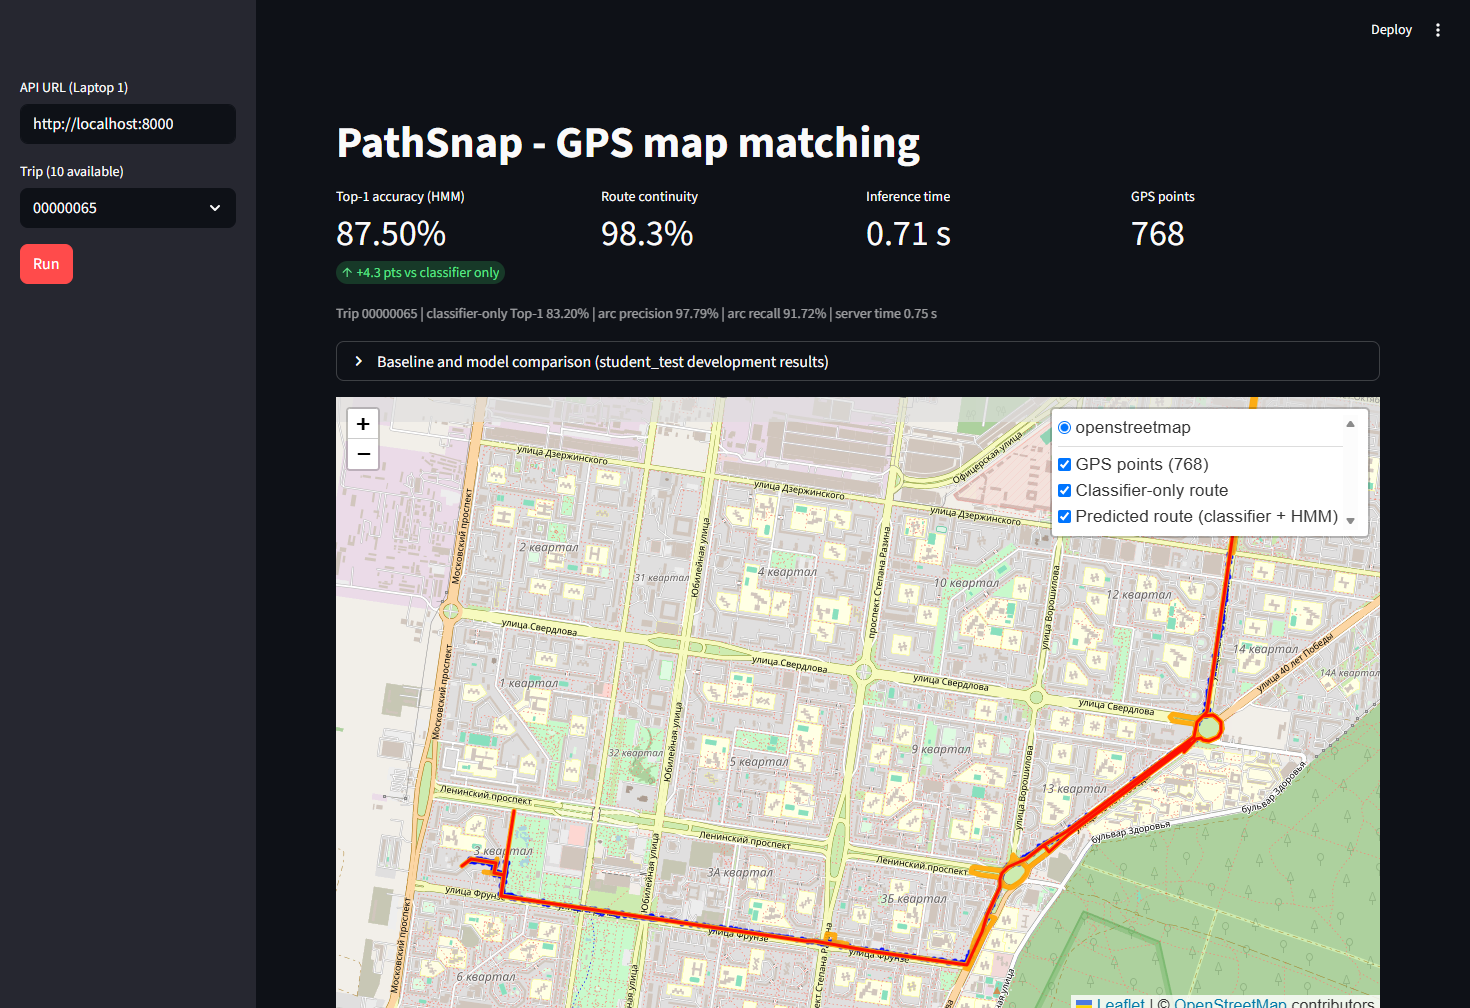 Deploy
API URL (Laptop 1)
http://localhost:8000
Trip (10 available)
00000065
Run
PathSnap - GPS map matching
Top-1 accuracy (HMM)
Route continuity
Inference time
GPS points
87.50%
98.3%
0.71 s
768
↑ +4.3 pts vs classifier only
Trip 00000065 | classifier-only Top-1 83.20% | arc precision 97.79% | arc recall 91.72% | server time 0.75 s
Baseline and model comparison (student_test development results)
+
−
openstreetmap
GPS points (768)
Classifier-only route
Predicted route (classifier + HMM)
улица Дзержинского
улица Дзержинского
улица Дзержинского
Офицерская улица
Московский проспект
2 квартал
31 квартал
Юбилейная улица
4 квартал
проспект Степана Разина
10 квартал
улица Ворошилова
12 квартал
14 квартал
14А квартал
улица 40 лет Победы
улица Свердлова
улица Свердлова
улица Свердлова
улица Свердлова
Московский проспект
1 квартал
32 квартал
Юбилейная улица
5 квартал
9 квартал
улица Ворошилова
13 квартал
бульвар Здоровья
бульвар Здоровья
Ленинский проспект
Ленинский проспект
Ленинский проспект
3 квартал
3А квартал
3Б квартал
Юбилейная улица
улица Фрунзе
улица Фрунзе
улица Фрунзе
Московский проспект
6 квартал
Leaflet | © OpenStreetMap contributors